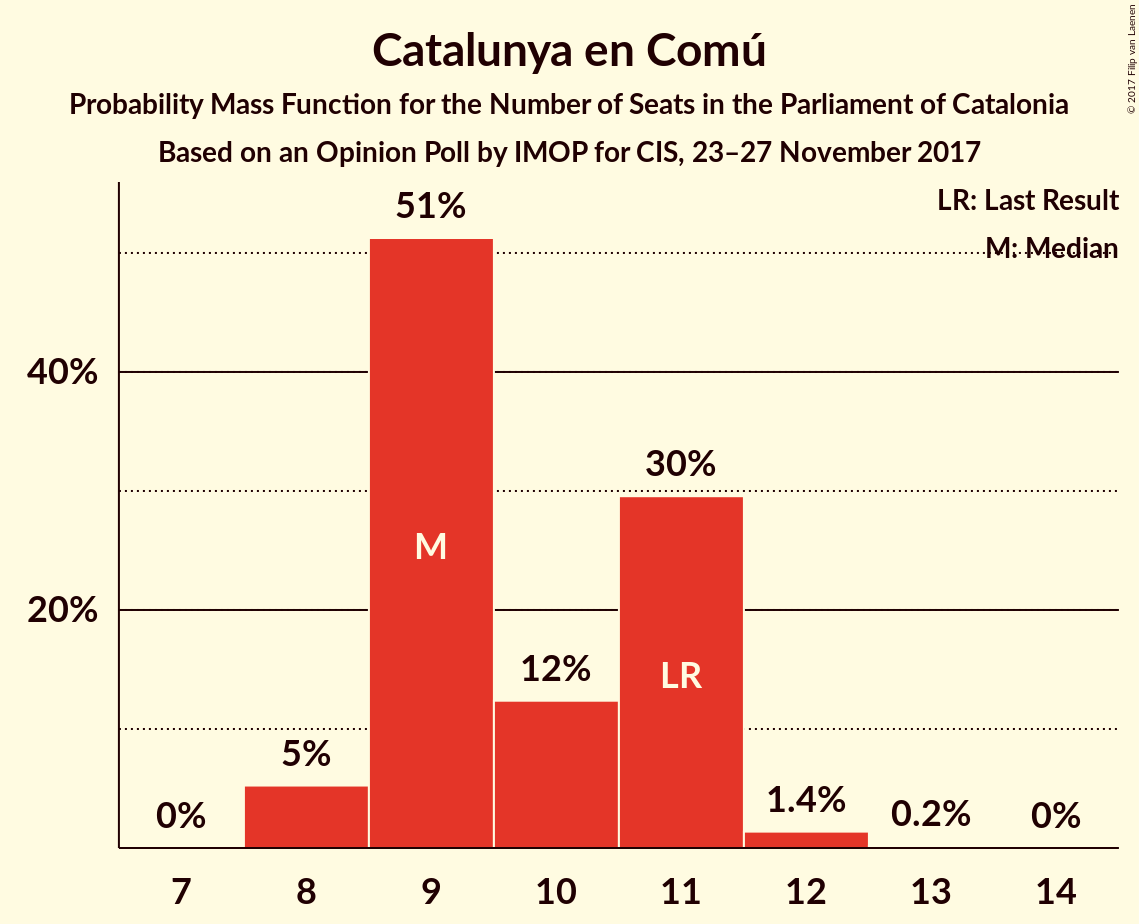 Catalunya en Comú
Probability Mass Function for the Number of Seats in the Parliament of Catalonia
Based on an Opinion Poll by IMOP for CIS, 23–27 November 2017
© 2017 Filip van Laenen
LR: Last Result
M: Median
40%
20%
0%
5%
51%
12%
30%
1.4%
0.2%
0%
M
LR
7 8 9 10 11 12 13 14